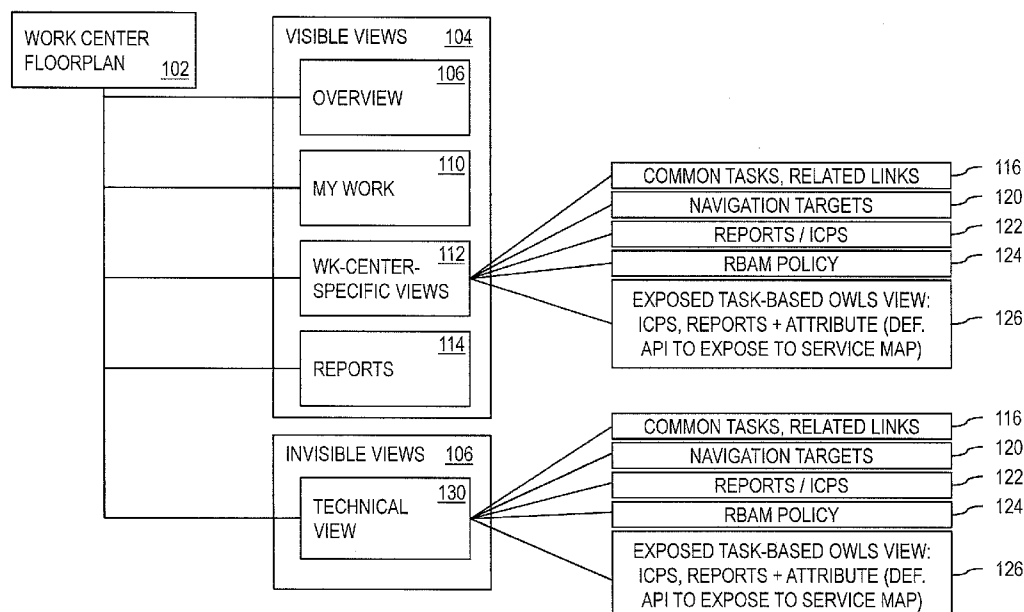 WORK CENTER
FLOORPLAN 102
VISIBLE VIEWS 104
106
OVERVIEW
110
MY WORK
112
WK-CENTER-
SPECIFIC VIEWS
114
REPORTS
COMMON TASKS, RELATED LINKS 116
NAVIGATION TARGETS 120
REPORTS / ICPS 122
RBAM POLICY 124
EXPOSED TASK-BASED OWLS VIEW:
ICPS, REPORTS + ATTRIBUTE (DEF. 126
API TO EXPOSE TO SERVICE MAP)
INVISIBLE VIEWS 106
130
TECHNICAL
VIEW
COMMON TASKS, RELATED LINKS 116
NAVIGATION TARGETS 120
REPORTS / ICPS 122
RBAM POLICY 124
EXPOSED TASK-BASED OWLS VIEW:
ICPS, REPORTS + ATTRIBUTE (DEF. 126
API TO EXPOSE TO SERVICE MAP)